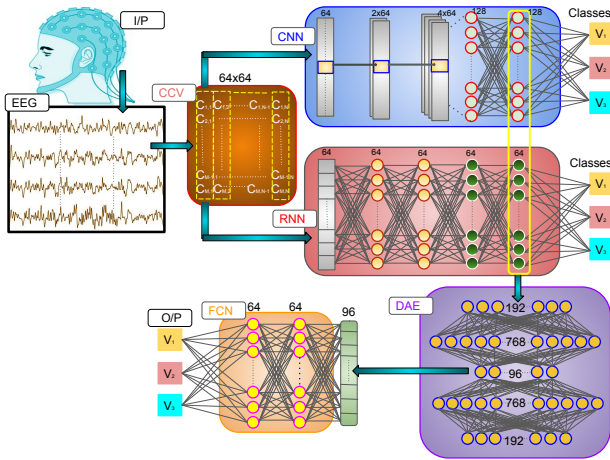 I/P
EEG
CCV
64x64
C1,1 C1,2 C1,N-1 C1,N
C2,1 C2,N
CM-1,1 CM-1,N
CM,1 CM,2 CM,N-1 CM,N
CNN
64 2x64 4x64 128 128
Classes
V1
V2
V3
RNN
64 64 64 64 64
Classes
V1
V2
V3
DAE
192
768
96
768
192
FCN
64 64 96
O/P
V1
V2
V3